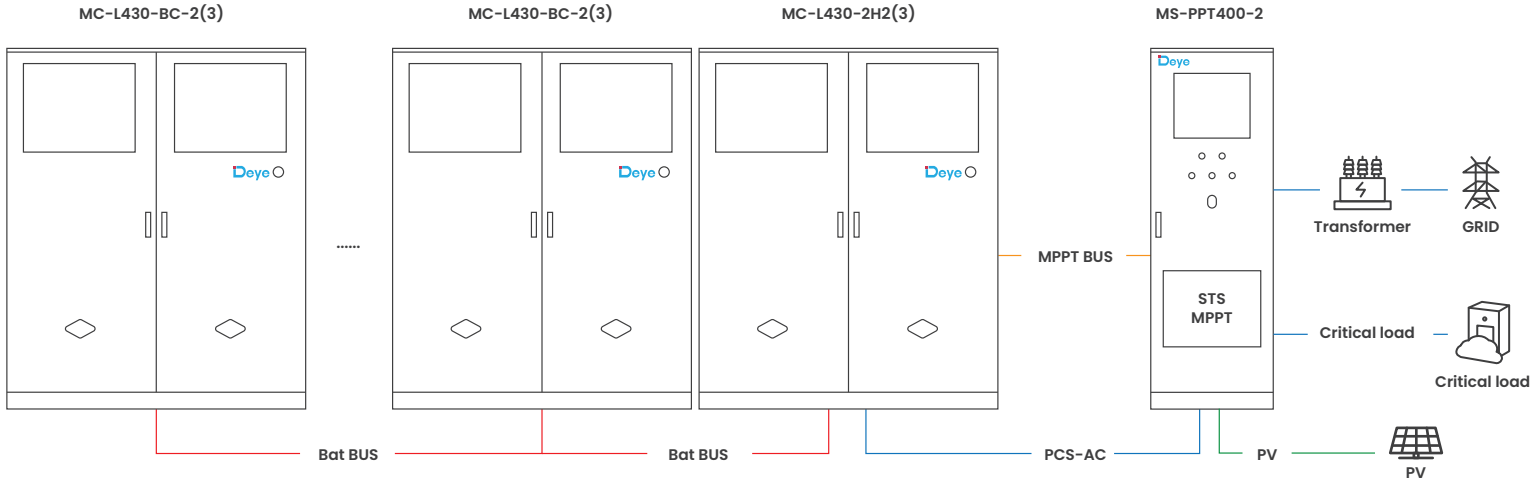 MC-L430-BC-2(3)
MC-L430-BC-2(3)
MC-L430-2H2(3)
MS-PPT400-2
Deye
Deye
Deye
Deye
......
MPPT BUS
STS
MPPT
Transformer
GRID
Critical load
Critical load
Bat BUS
Bat BUS
PCS-AC
PV
PV